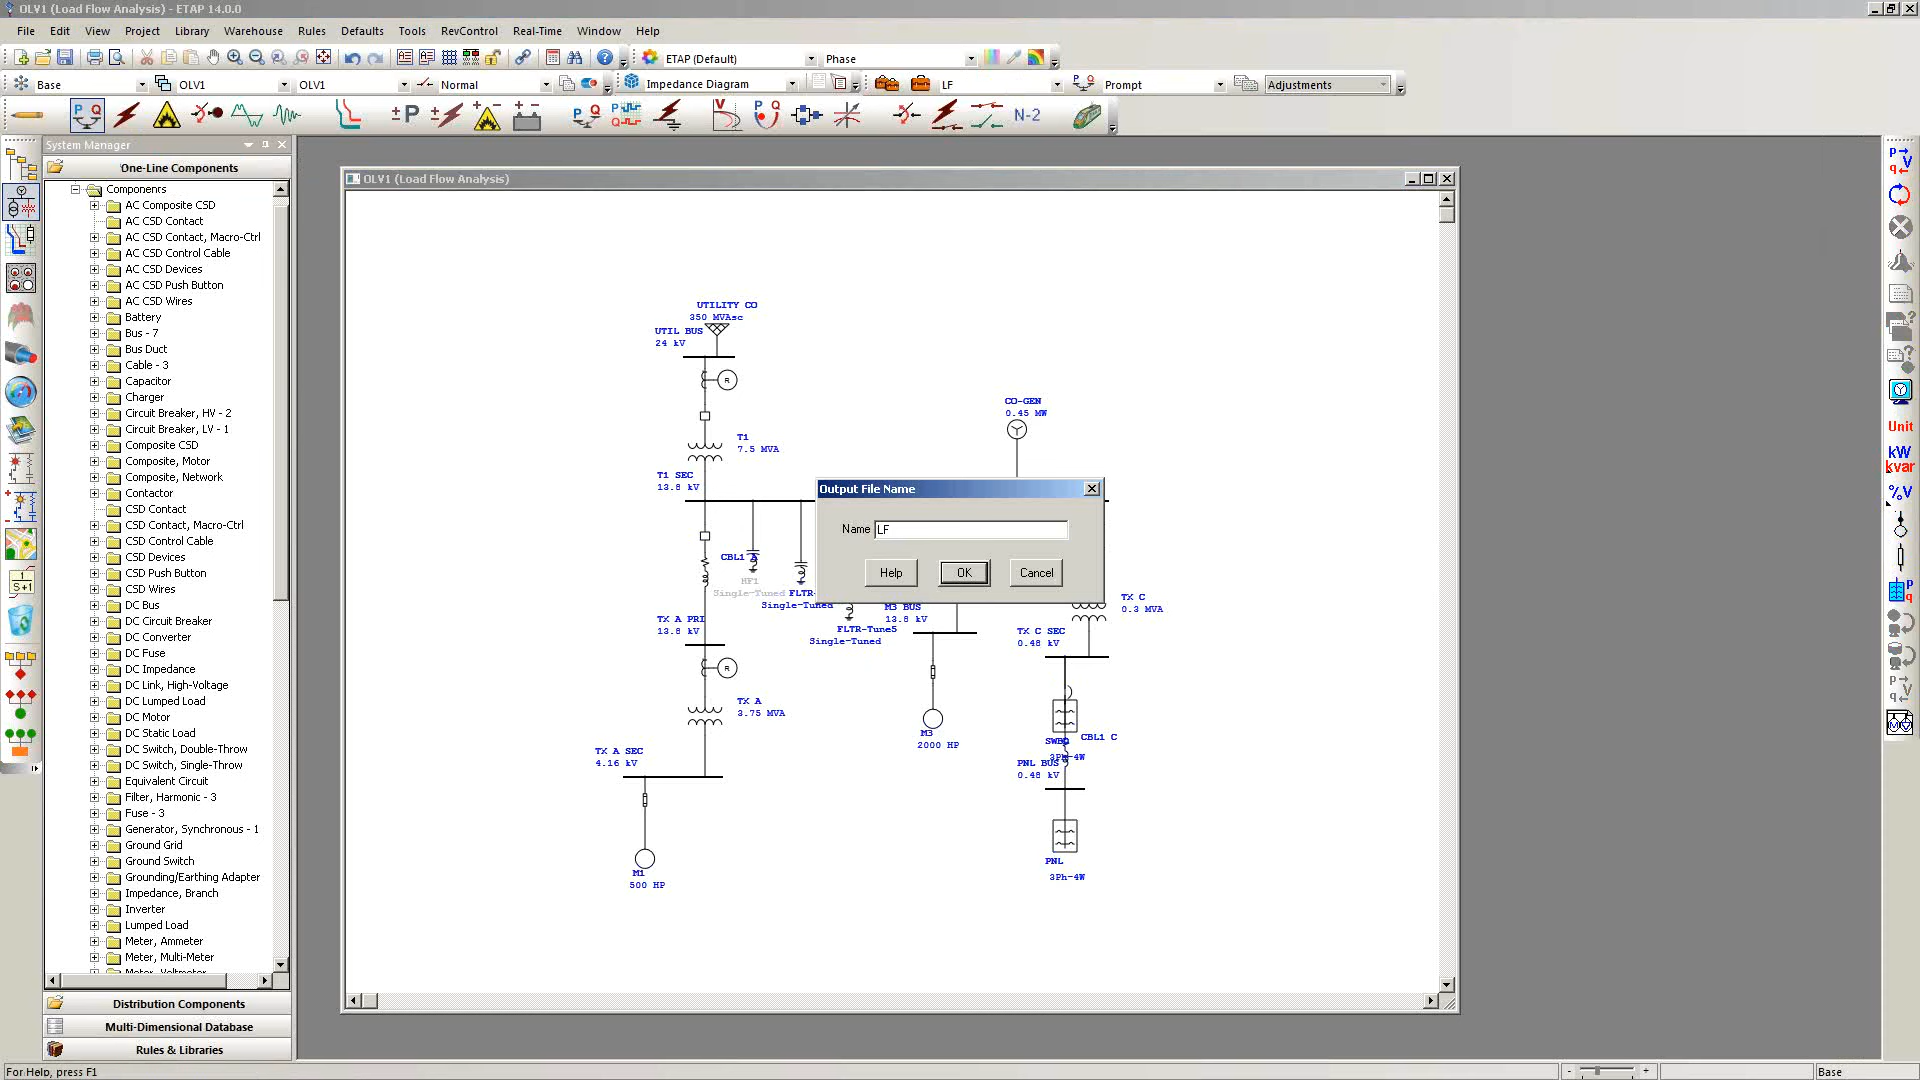 OLV1 (Load Flow Analysis) - ETAP 14.0.0
File Edit View Project Library Warehouse Rules Defaults Tools RevControl Real-Time Window Help
ETAP (Default) Phase
Base OLV1 OLV1 Normal Impedance Diagram LF Prompt Adjustments
P Q
±P
N-2
System Manager
One-Line Components
Components
AC Composite CSD
AC CSD Contact
AC CSD Contact, Macro-Ctrl
AC CSD Control Cable
AC CSD Devices
AC CSD Push Button
AC CSD Wires
Battery
Bus - 7
Bus Duct
Cable - 3
Capacitor
Charger
Circuit Breaker, HV - 2
Circuit Breaker, LV - 1
Composite CSD
Composite, Motor
Composite, Network
Contactor
CSD Contact
CSD Contact, Macro-Ctrl
CSD Control Cable
CSD Devices
CSD Push Button
CSD Wires
DC Bus
DC Circuit Breaker
DC Converter
DC Fuse
DC Impedance
DC Link, High-Voltage
DC Lumped Load
DC Motor
DC Static Load
DC Switch, Double-Throw
DC Switch, Single-Throw
Equivalent Circuit
Filter, Harmonic - 3
Fuse - 3
Generator, Synchronous - 1
Ground Grid
Ground Switch
Grounding/Earthing Adapter
Impedance, Branch
Inverter
Lumped Load
Meter, Ammeter
Meter, Multi-Meter
Meter, Voltmeter
Distribution Components
Multi-Dimensional Database
Rules & Libraries
OLV1 (Load Flow Analysis)
UTILITY CO
350 MVAsc
UTIL BUS
24 kV
R
T1
7.5 MVA
T1 SEC
13.8 kV
CO-GEN
0.45 MW
CBL1 A
HF1
Single-Tuned
FLTR-
Single-Tuned
FLTR-Tune5
Single-Tuned
M3 BUS
13.8 kV
TX A PRI
13.8 kV
R
TX A
3.75 MVA
TX A SEC
4.16 kV
M1
500 HP
M3
2000 HP
TX C
0.3 MVA
TX C SEC
0.48 kV
CBL1 C
3Ph-4W
PNL BUS
0.48 kV
PNL
3Ph-4W
Output File Name
Name LF
Help OK Cancel
Unit
kW
kvar
%V
For Help, press F1
Base